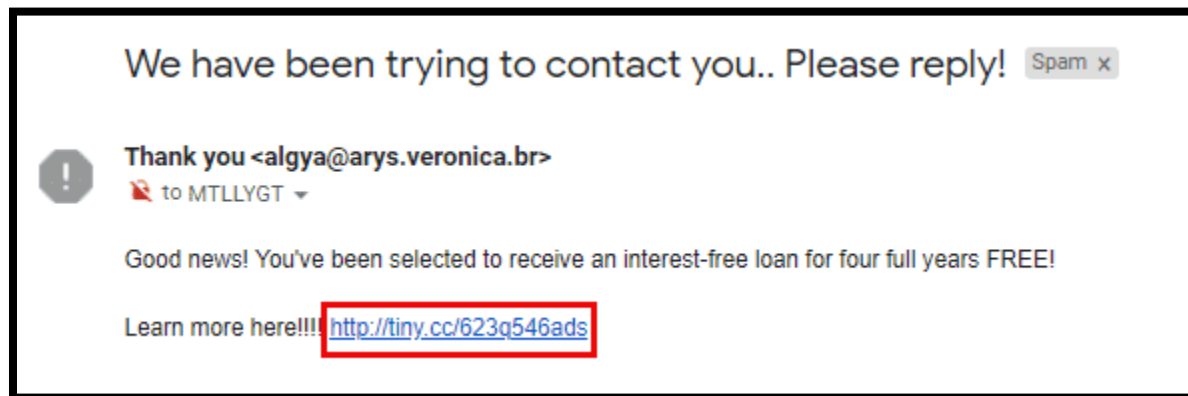 We have been trying to contact you.. Please reply! Spam x
Thank you <algya@arys.veronica.br>
to MTLLYGT
Good news! You've been selected to receive an interest-free loan for four full years FREE!
Learn more here!!!! http://tiny.cc/623q546ads